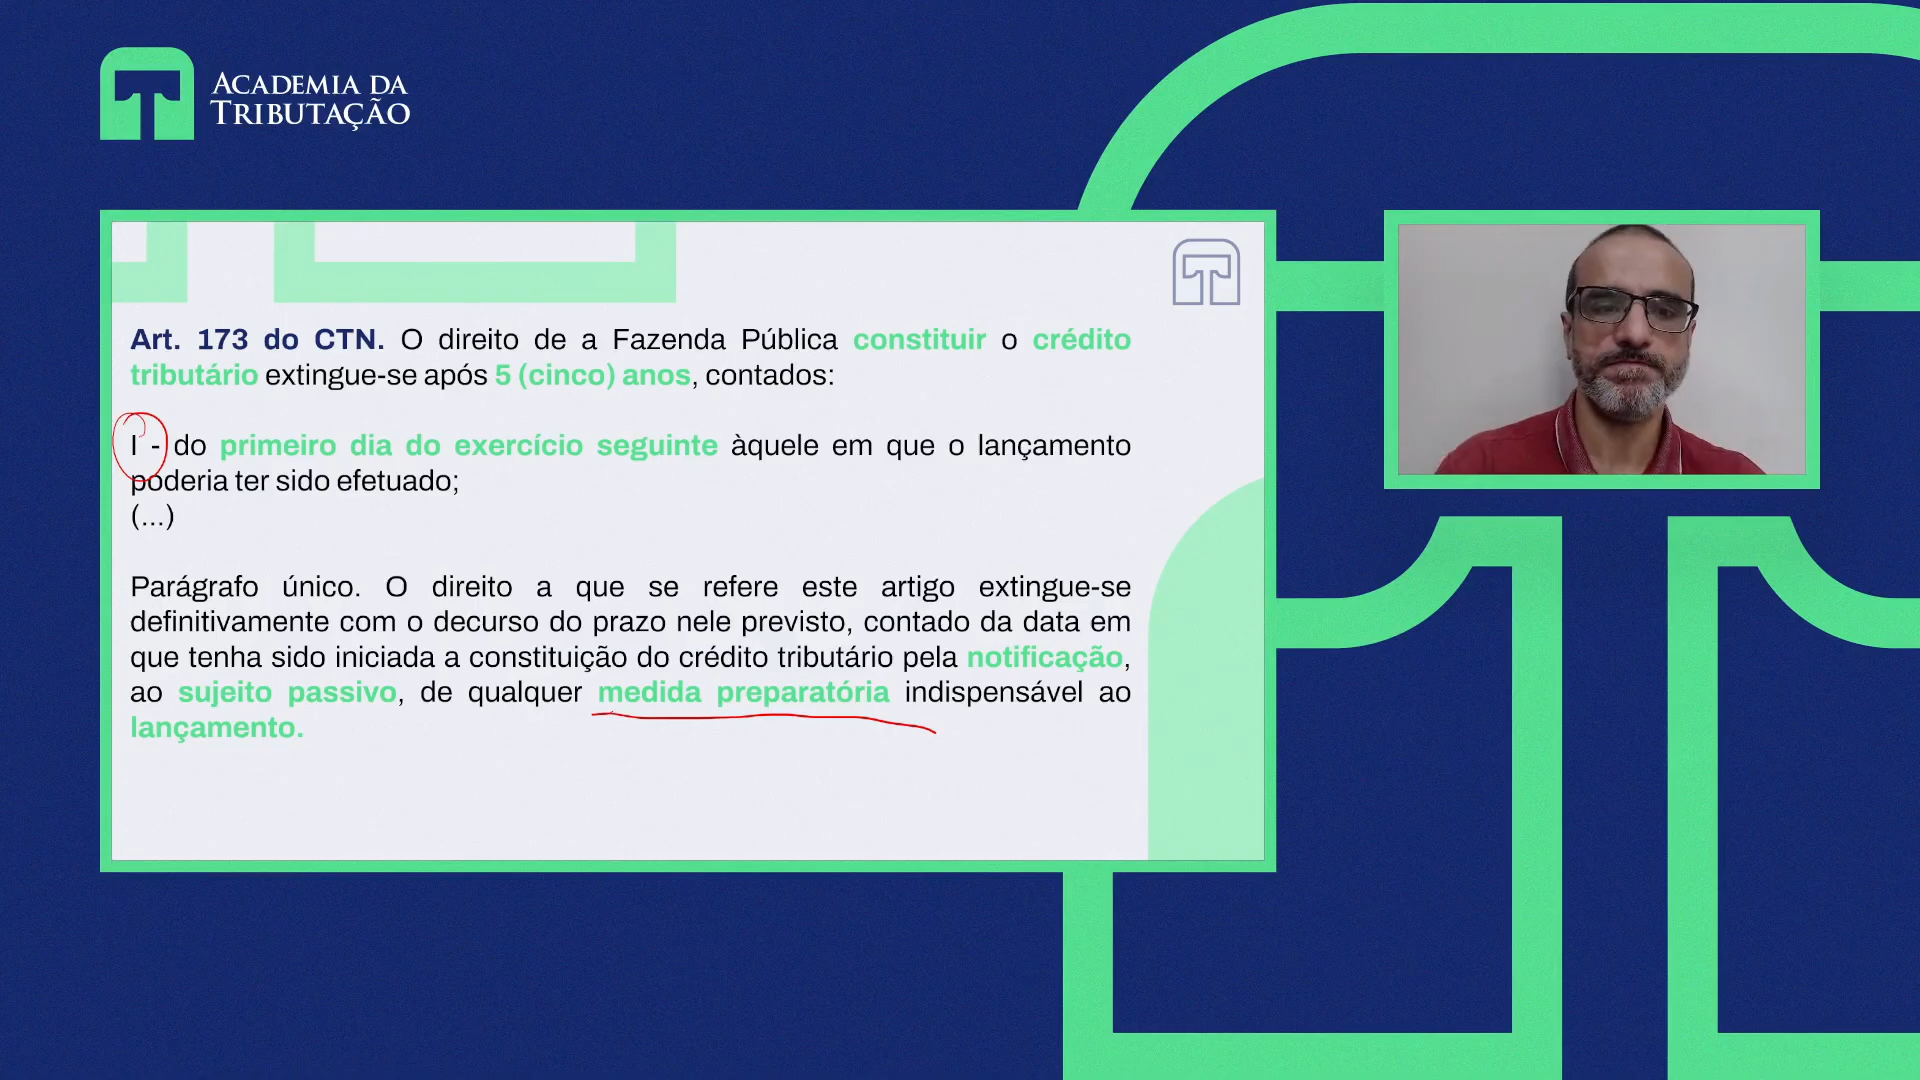 ACADEMIA DA
TRIBUTAÇÃO
Art. 173 do CTN. O direito de a Fazenda Pública constituir o crédito
tributário extingue-se após 5 (cinco) anos, contados:
I - do primeiro dia do exercício seguinte àquele em que o lançamento
poderia ter sido efetuado;
(...)
Parágrafo único. O direito a que se refere este artigo extingue-se
definitivamente com o decurso do prazo nele previsto, contado da data em
que tenha sido iniciada a constituição do crédito tributário pela notificação,
ao sujeito passivo, de qualquer medida preparatória indispensável ao
lançamento.